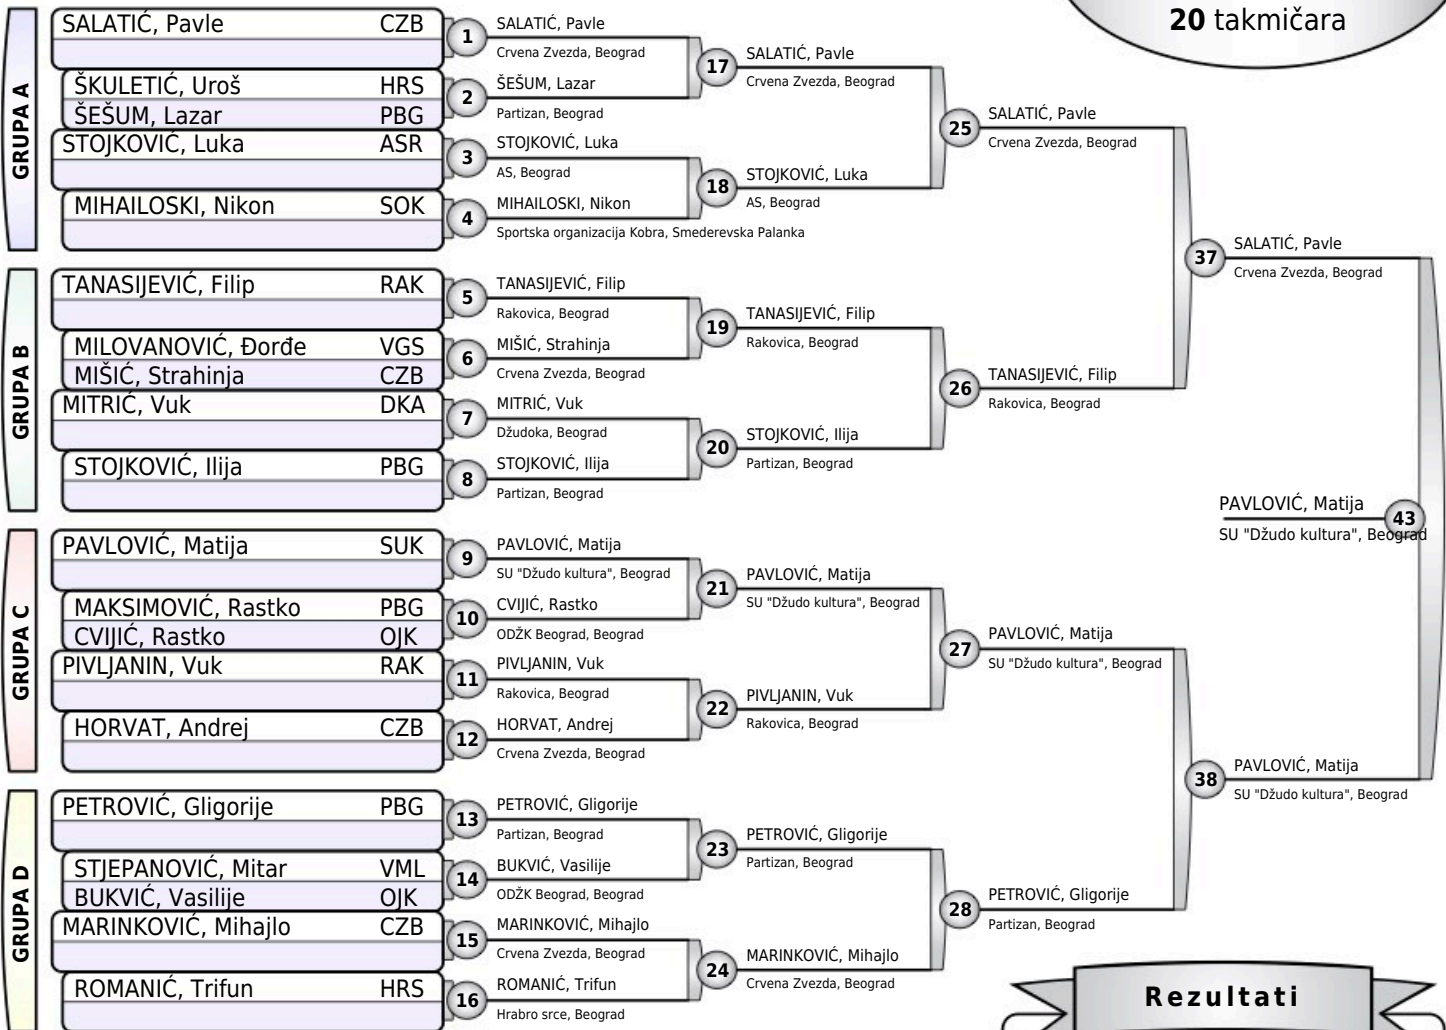 20 takmičara
GRUPA A
SALATIĆ, Pavle CZB
ŠKULETIĆ, Uroš HRS
ŠEŠUM, Lazar PBG
STOJKOVIĆ, Luka ASR
MIHAILOSKI, Nikon SOK
GRUPA B
TANASIJEVIĆ, Filip RAK
MILOVANOVIĆ, Đorđe VGS
MIŠIĆ, Strahinja CZB
MITRIĆ, Vuk DKA
STOJKOVIĆ, Ilija PBG
GRUPA C
PAVLOVIĆ, Matija SUK
MAKSIMOVIĆ, Rastko PBG
CVIJIĆ, Rastko OJK
PIVLJANIN, Vuk RAK
HORVAT, Andrej CZB
GRUPA D
PETROVIĆ, Gligorije PBG
STJEPANOVIĆ, Mitar VML
BUKVIĆ, Vasilije OJK
MARINKOVIĆ, Mihajlo CZB
ROMANIĆ, Trifun HRS
1 SALATIĆ, Pavle
Crvena Zvezda, Beograd
2 ŠEŠUM, Lazar
Partizan, Beograd
3 STOJKOVIĆ, Luka
AS, Beograd
4 MIHAILOSKI, Nikon
Sportska organizacija Kobra, Smederevska Palanka
5 TANASIJEVIĆ, Filip
Rakovica, Beograd
6 MIŠIĆ, Strahinja
Crvena Zvezda, Beograd
7 MITRIĆ, Vuk
Džudoka, Beograd
8 STOJKOVIĆ, Ilija
Partizan, Beograd
9 PAVLOVIĆ, Matija
SU "Džudo kultura", Beograd
10 CVIJIĆ, Rastko
ODŽK Beograd, Beograd
11 PIVLJANIN, Vuk
Rakovica, Beograd
12 HORVAT, Andrej
Crvena Zvezda, Beograd
13 PETROVIĆ, Gligorije
Partizan, Beograd
14 BUKVIĆ, Vasilije
ODŽK Beograd, Beograd
15 MARINKOVIĆ, Mihajlo
Crvena Zvezda, Beograd
16 ROMANIĆ, Trifun
Hrabro srce, Beograd
17 SALATIĆ, Pavle
Crvena Zvezda, Beograd
18 STOJKOVIĆ, Luka
AS, Beograd
19 TANASIJEVIĆ, Filip
Rakovica, Beograd
20 STOJKOVIĆ, Ilija
Partizan, Beograd
21 PAVLOVIĆ, Matija
SU "Džudo kultura", Beograd
22 PIVLJANIN, Vuk
Rakovica, Beograd
23 PETROVIĆ, Gligorije
Partizan, Beograd
24 MARINKOVIĆ, Mihajlo
Crvena Zvezda, Beograd
25 SALATIĆ, Pavle
Crvena Zvezda, Beograd
26 TANASIJEVIĆ, Filip
Rakovica, Beograd
27 PAVLOVIĆ, Matija
SU "Džudo kultura", Beograd
28 PETROVIĆ, Gligorije
Partizan, Beograd
37 SALATIĆ, Pavle
Crvena Zvezda, Beograd
38 PAVLOVIĆ, Matija
SU "Džudo kultura", Beograd
PAVLOVIĆ, Matija 43
SU "Džudo kultura", Beograd
Rezultati